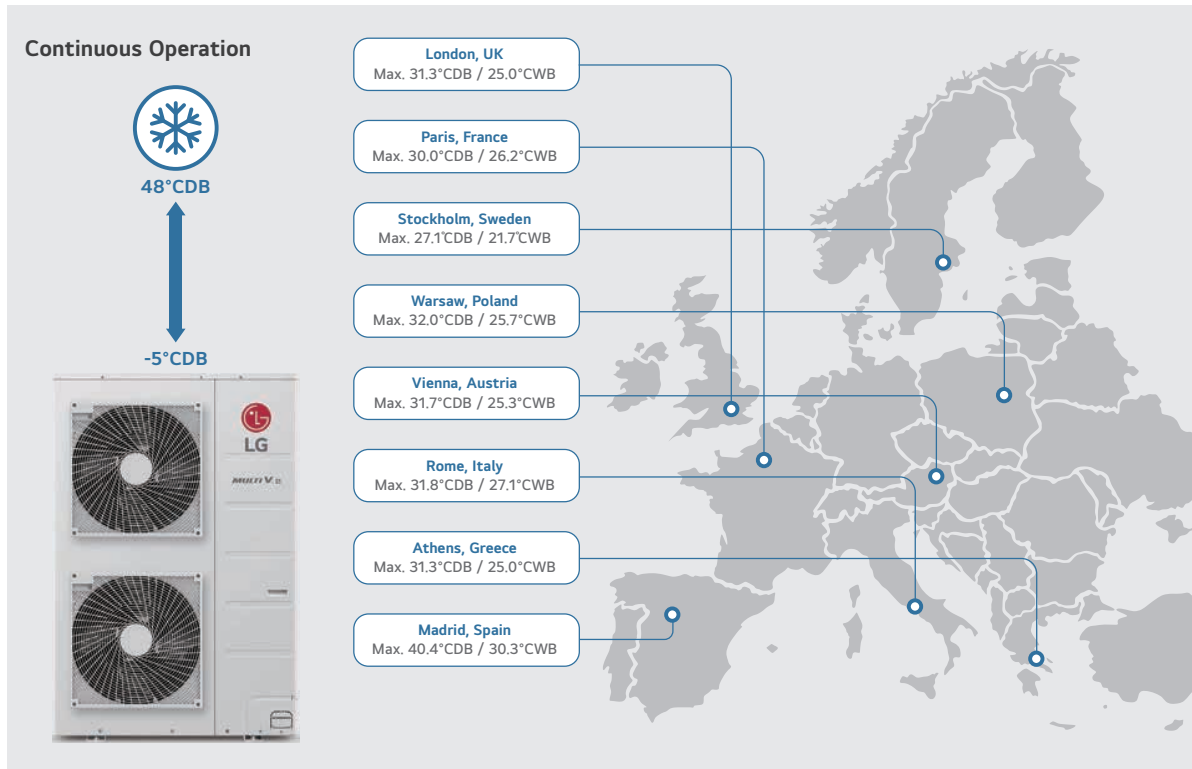 Continuous Operation
48°CDB
-5°CDB
LG
MULTI V
London, UK
Max. 31.3°CDB / 25.0°CWB
Paris, France
Max. 30.0°CDB / 26.2°CWB
Stockholm, Sweden
Max. 27.1°CDB / 21.7°CWB
Warsaw, Poland
Max. 32.0°CDB / 25.7°CWB
Vienna, Austria
Max. 31.7°CDB / 25.3°CWB
Rome, Italy
Max. 31.8°CDB / 27.1°CWB
Athens, Greece
Max. 31.3°CDB / 25.0°CWB
Madrid, Spain
Max. 40.4°CDB / 30.3°CWB